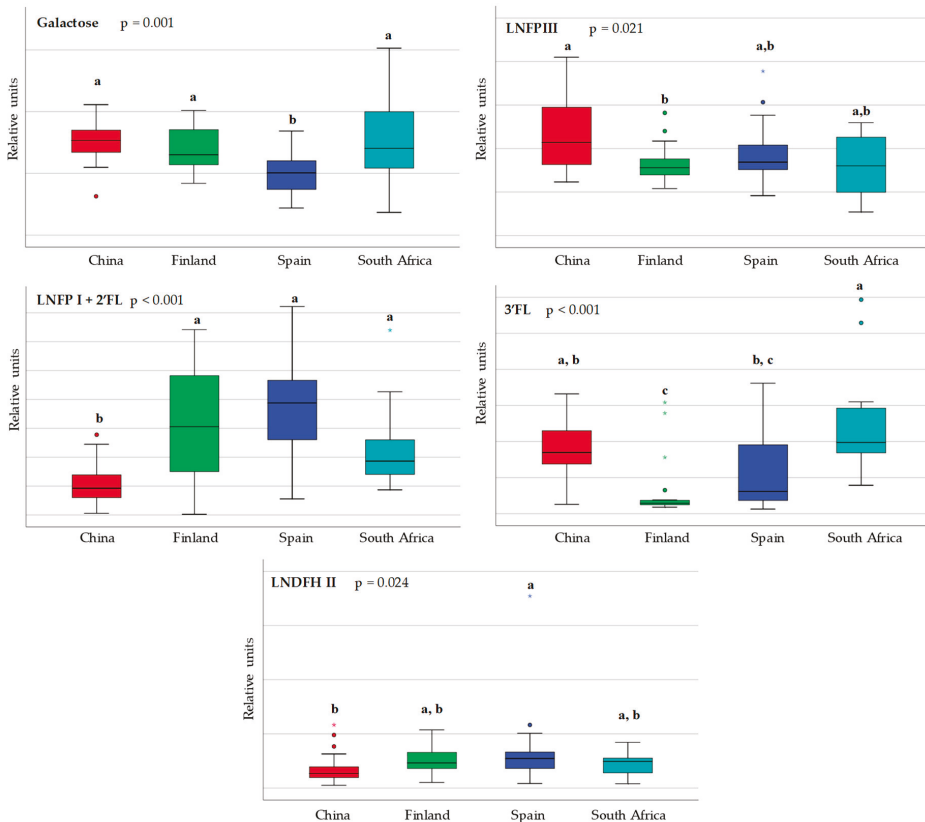 Galactose p = 0.001
a
a
b
a
Relative units
China Finland Spain South Africa
LNFPIII p = 0.021
a
b
a,b
a,b
Relative units
China Finland Spain South Africa
LNFP I + 2'FL p < 0.001
b
a
a
a
Relative units
China Finland Spain South Africa
3'FL p < 0.001
a, b
c
b, c
a
Relative units
China Finland Spain South Africa
LNDFH II p = 0.024
b
a, b
a
a, b
Relative units
China Finland Spain South Africa